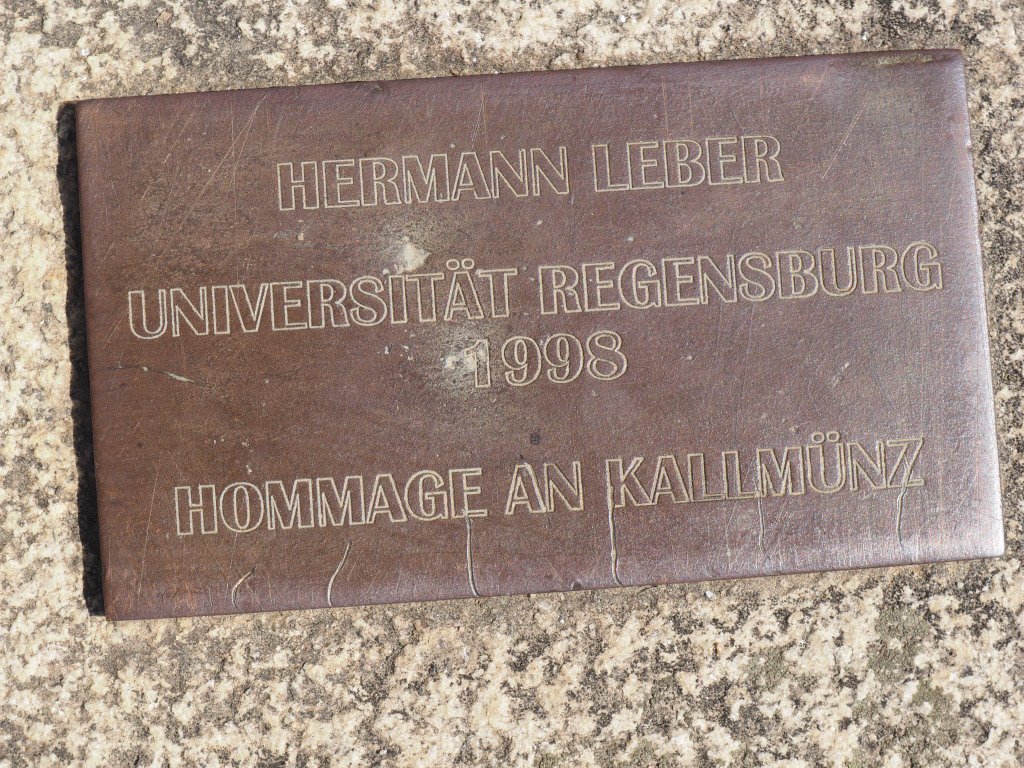 HERMANN LEBER
UNIVERSITÄT REGENSBURG
1998
HOMMAGE AN KALLMÜNZ